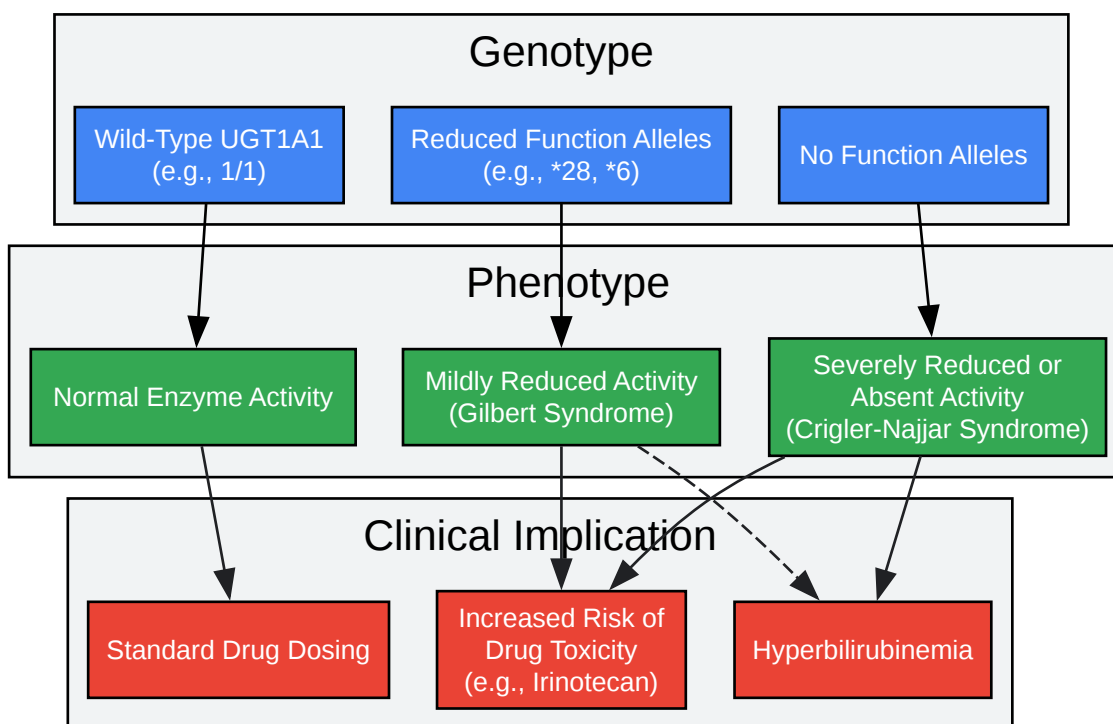 Genotype
Wild-Type UGT1A1
(e.g., 1/1)
Reduced Function Alleles
(e.g., *28, *6)
No Function Alleles
Phenotype
Normal Enzyme Activity
Mildly Reduced Activity
(Gilbert Syndrome)
Severely Reduced or
Absent Activity
(Crigler-Najjar Syndrome)
Clinical Implication
Standard Drug Dosing
Increased Risk of
Drug Toxicity
(e.g., Irinotecan)
Hyperbilirubinemia